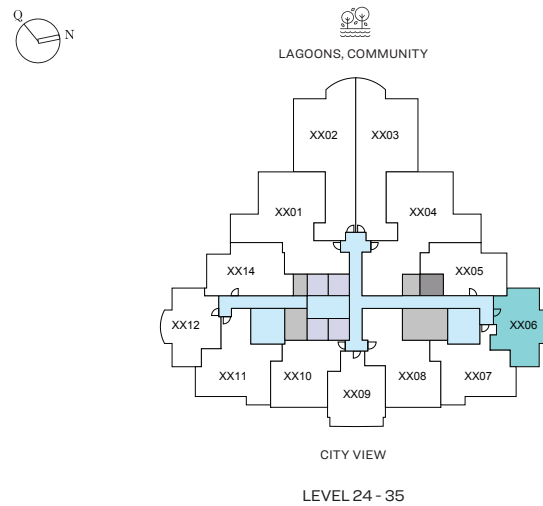 Q
N
LAGOONS, COMMUNITY
XX02 XX03
XX01 XX04
XX14 XX05
XX12 XX06
XX11 XX10 XX09 XX08 XX07
CITY VIEW
LEVEL 24 - 35